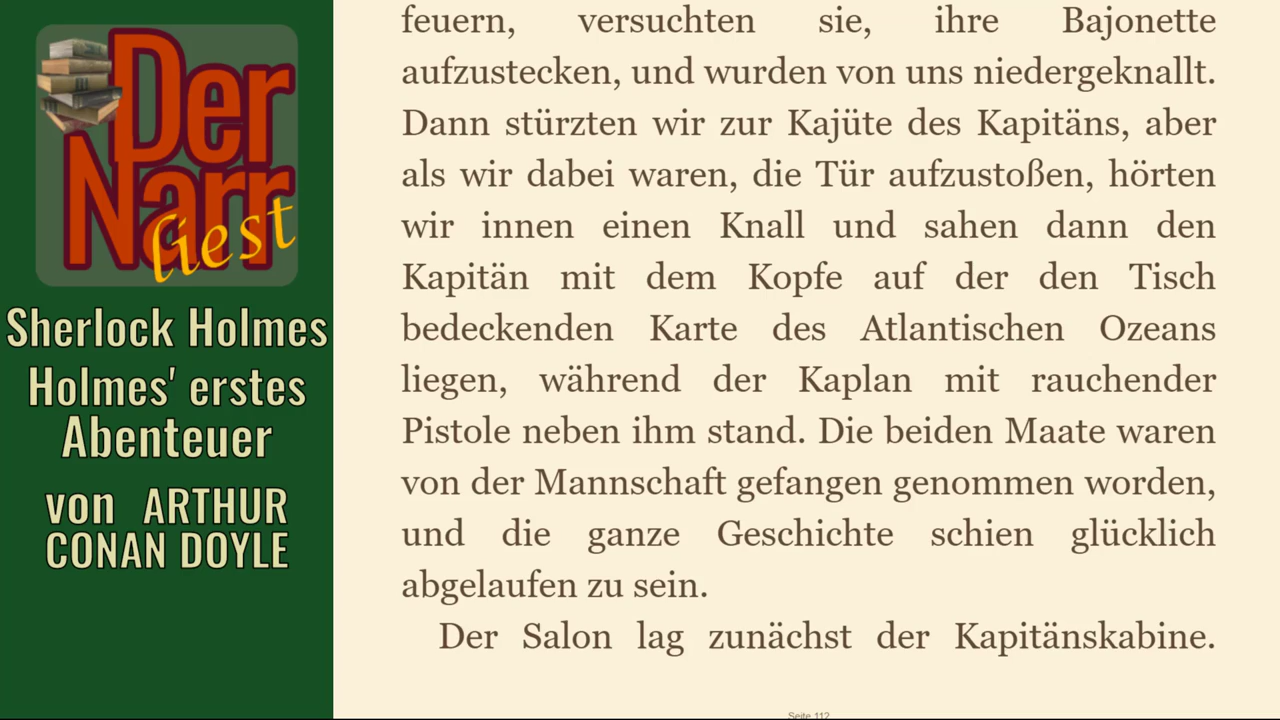 Der
Narr
liest
Sherlock Holmes
Holmes' erstes
Abenteuer
von ARTHUR
CONAN DOYLE
feuern, versuchten sie, ihre Bajonette
aufzustecken, und wurden von uns niedergeknallt.
Dann stürzten wir zur Kajüte des Kapitäns, aber
als wir dabei waren, die Tür aufzustoßen, hörten
wir innen einen Knall und sahen dann den
Kapitän mit dem Kopfe auf der den Tisch
bedeckenden Karte des Atlantischen Ozeans
liegen, während der Kaplan mit rauchender
Pistole neben ihm stand. Die beiden Maate waren
von der Mannschaft gefangen genommen worden,
und die ganze Geschichte schien glücklich
abgelaufen zu sein.
Der Salon lag zunächst der Kapitänskabine.
Seite 112